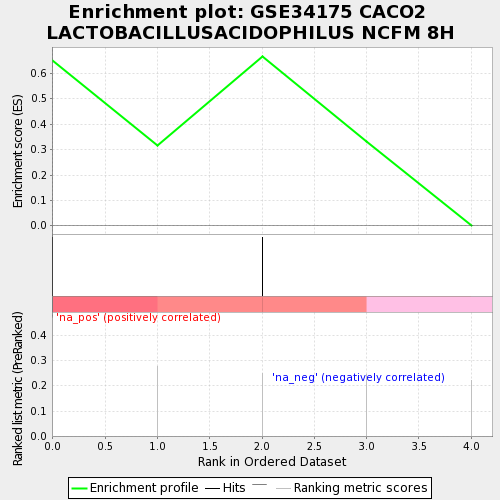 Enrichment plot: GSE34175 CACO2
LACTOBACILLUSACIDOPHILUS NCFM 8H
Enrichment score (ES)
0.6
0.5
0.4
0.3
0.2
0.1
0.0
'na_pos' (positively correlated)
Ranked list metric (PreRanked)
0.4
0.3
0.2
0.1
0.0
'na_neg' (negatively correlated)
0.0 0.5 1.0 1.5 2.0 2.5 3.0 3.5 4.0
Rank in Ordered Dataset
Enrichment profile Hits Ranking metric scores